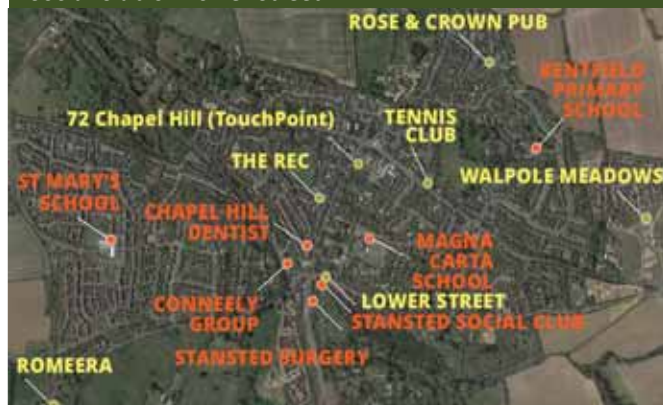 ROSE & CROWN PUB
BENTFIELD
PRIMARY
SCHOOL
72 Chapel Hill (TouchPoint)
TENNIS
CLUB
THE REC
WALPOLE MEADOWS
ST MARY'S
SCHOOL
CHAPEL HILL
DENTIST
MAGNA
CARTA
SCHOOL
CONNEELY
GROUP
LOWER STREET
STANSTED SOCIAL CLUB
STANSTED SURGERY
ROMEERA